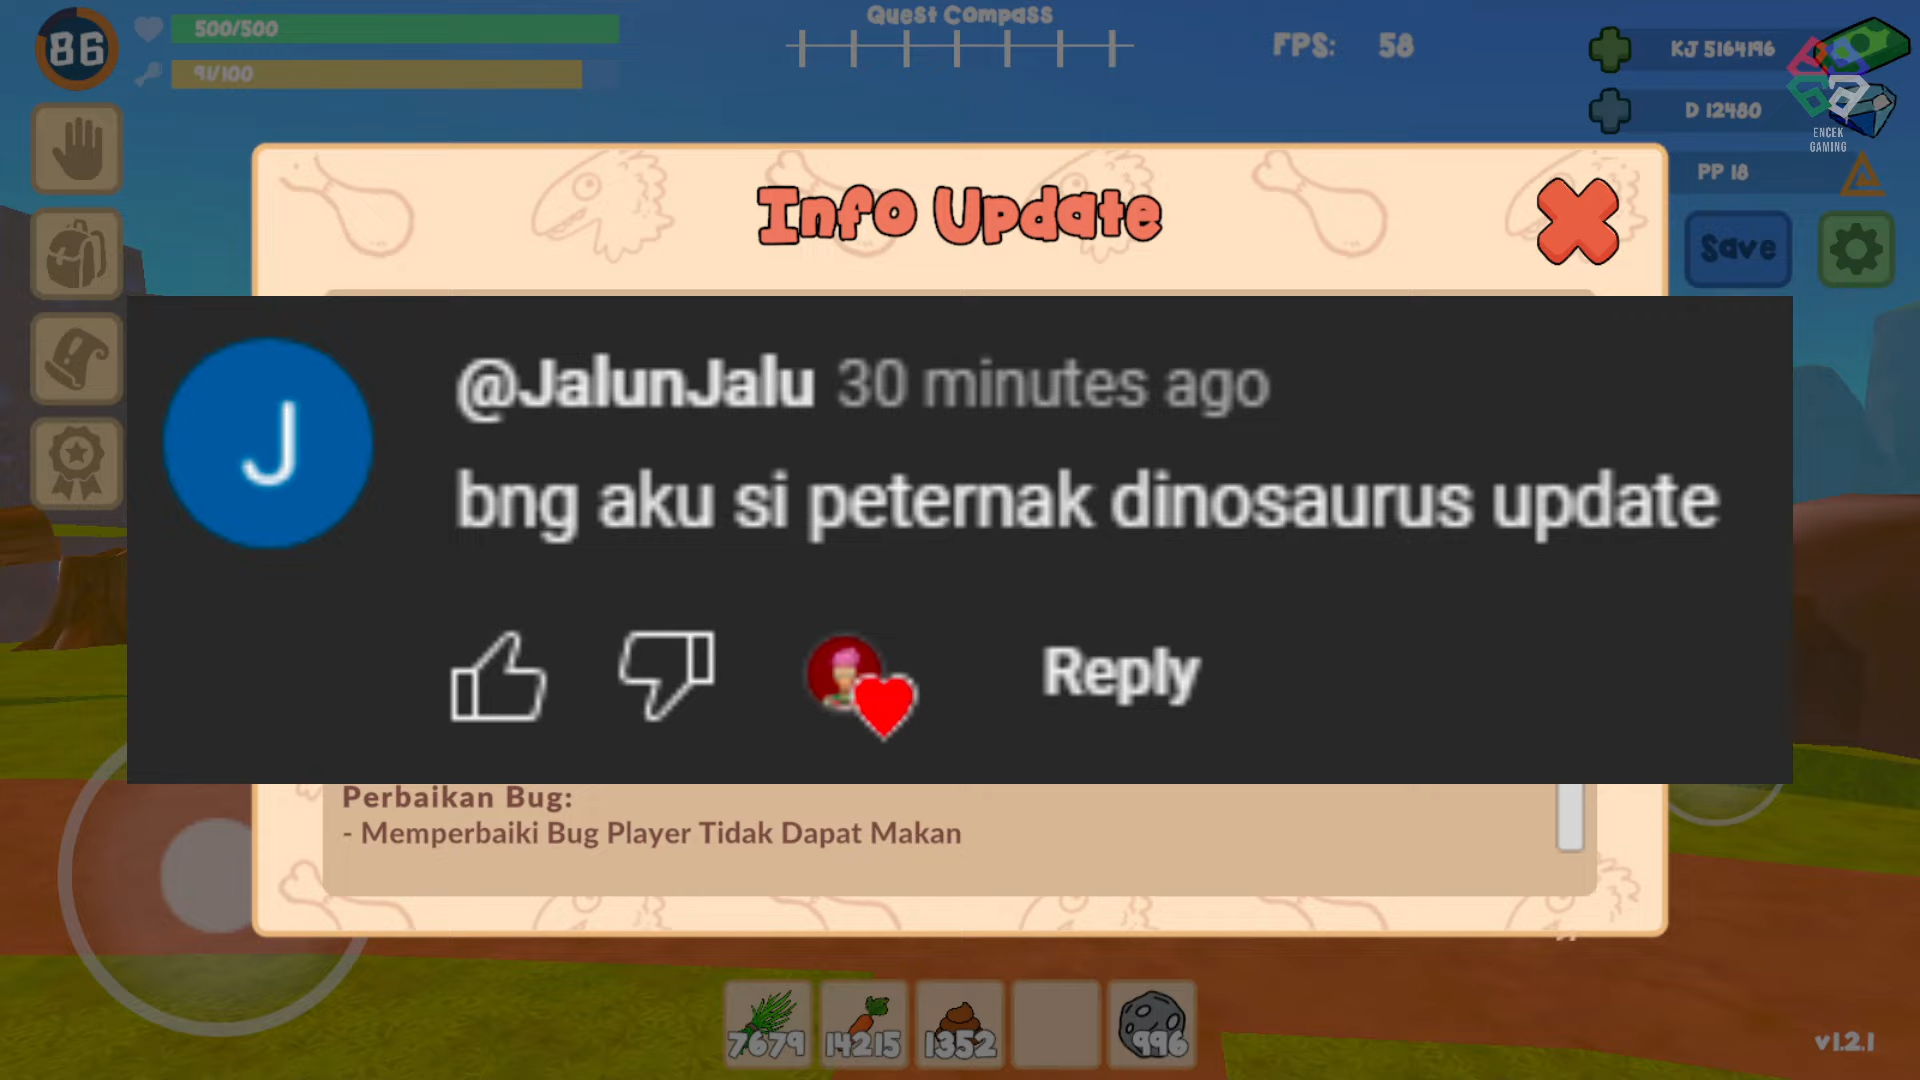 86
500/500
91/100
Quest Compass
FPS: 58
KJ 5164196
D 12480
ENCEK
GAMING
PP 18
Info Update
Save
J
@JalunJalu 30 minutes ago
bng aku si peternak dinosaurus update
Reply
Perbaikan Bug:
- Memperbaiki Bug Player Tidak Dapat Makan
7679
14215
1352
996
v1.2.1